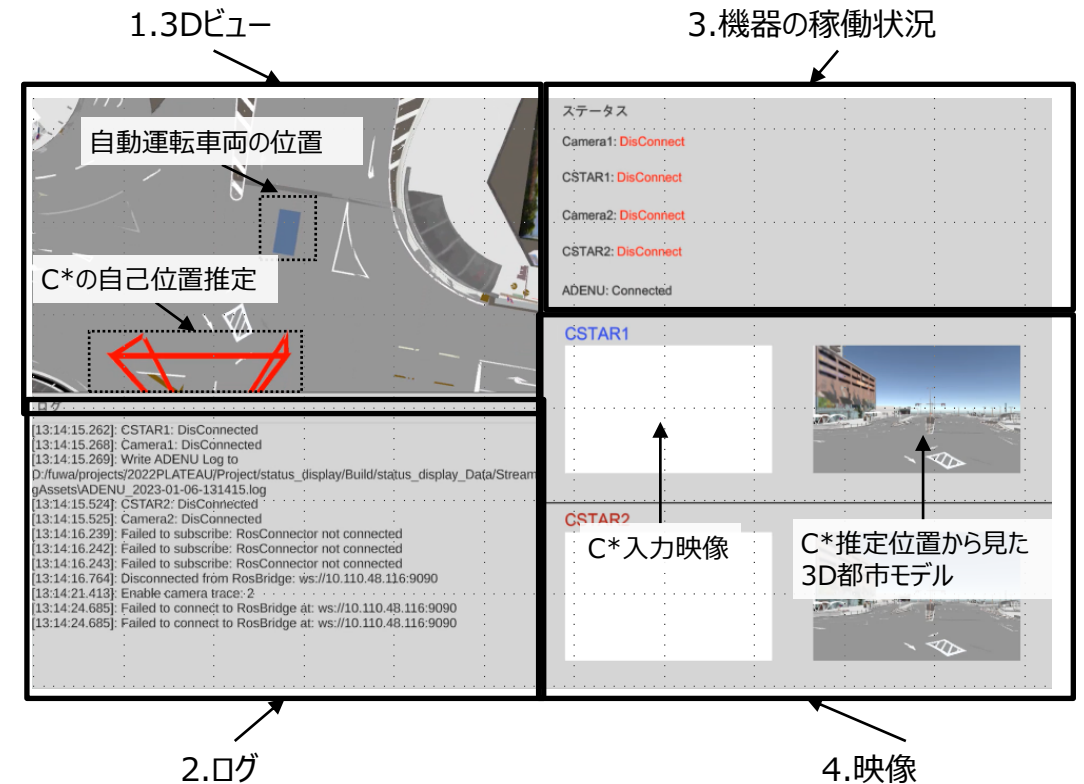 1.3Dビュー
3.機器の稼働状況
自動運転車両の位置
C*の自己位置推定
ステータス
Camera1: DisConnect
CSTAR1: DisConnect
Camera2: DisConnect
CSTAR2: DisConnect
ADENU: Connected
ログ
[13:14:15.262]: CSTAR1: DisConnected
[13:14:15.268]: Camera1: DisConnected
[13:14:15.269]: Write ADENU Log to
D:/fuwa/projects/2022PLATEAU/Project/status_display/Build/status_display_Data/Stream
gAssets\ADENU_2023-01-06-131415.log
[13:14:15.524]: CSTAR2: DisConnected
[13:14:15.525]: Camera2: DisConnected
[13:14:16.239]: Failed to subscribe: RosConnector not connected
[13:14:16.242]: Failed to subscribe: RosConnector not connected
[13:14:16.243]: Failed to subscribe: RosConnector not connected
[13:14:16.764]: Disconnected from RosBridge: ws://10.110.48.116:9090
[13:14:21.413]: Enable camera trace: 2
[13:14:24.685]: Failed to connect to RosBridge at: ws://10.110.48.116:9090
[13:14:24.685]: Failed to connect to RosBridge at: ws://10.110.48.116:9090
CSTAR1
CSTAR2
C*入力映像
C*推定位置から見た
3D都市モデル
2.ログ
4.映像